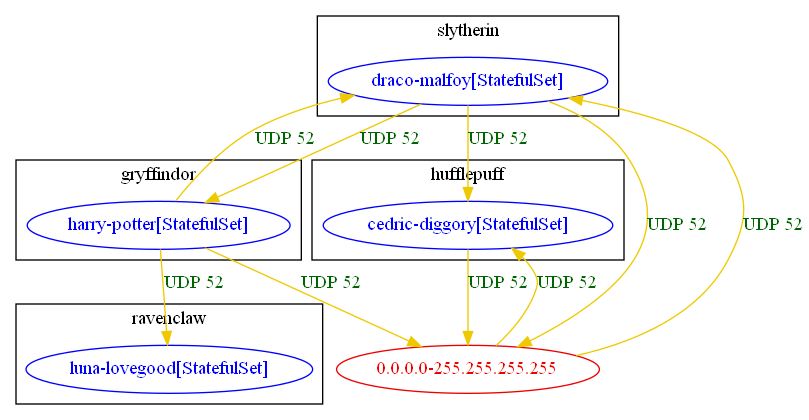 slytherin
draco-malfoy[StatefulSet]
UDP 52
UDP 52
UDP 52
gryffindor
hufflepuff
harry-potter[StatefulSet]
cedric-diggory[StatefulSet]
UDP 52
UDP 52
UDP 52
UDP 52
UDP 52
UDP 52
ravenclaw
luna-lovegood[StatefulSet]
0.0.0.0-255.255.255.255